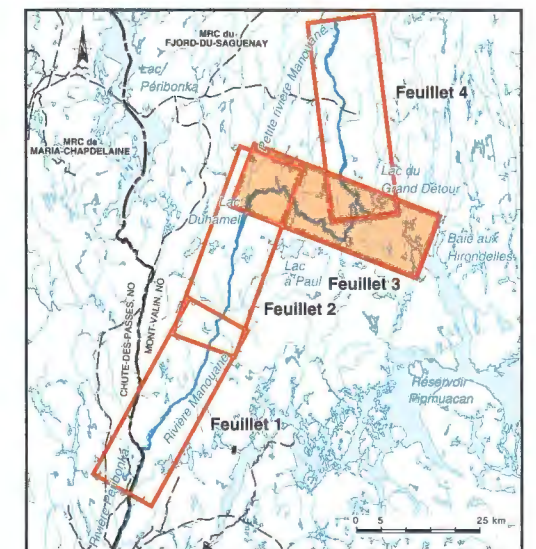 MRC du
FJORD-DU-SAGUENAY
Lac
Péribonka
Petite rivière Manouane
Feuillet 4
MRC de
MARIA-CHAPDELAINE
Lac du
Grand Détour
Lac
Duhamel
Baie aux
Hirondelles
Lac
à Paul
Feuillet 3
CHUTE-DES-PASSES, NO
MONT-VALIN, NO
Feuillet 2
Réservoir
Pipmuacan
Rivière Manouane
Feuillet 1
Rivière Péribonka
0 5 25 km